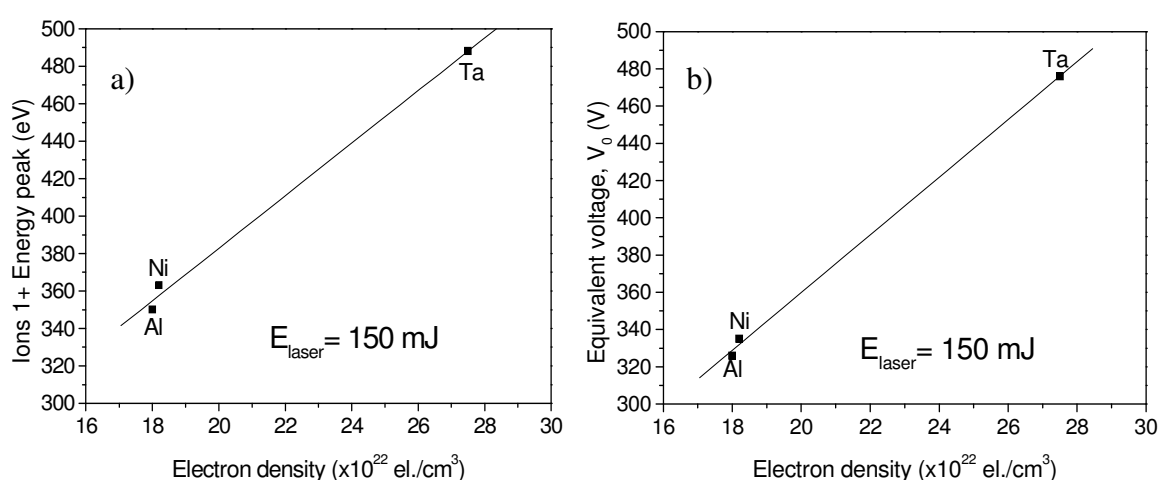 500
480
460
440
420
400
380
360
340
320
300
Ions 1+ Energy peak (eV)
a)
Ta
Ni
Al
E_laser= 150 mJ
16 18 20 22 24 26 28 30
Electron density (x10^22 el./cm^3)
500
480
460
440
420
400
380
360
340
320
300
Equivalent voltage, V_0 (V)
b)
Ta
Ni
Al
E_laser= 150 mJ
16 18 20 22 24 26 28 30
Electron density (x10^22 el./cm^3)